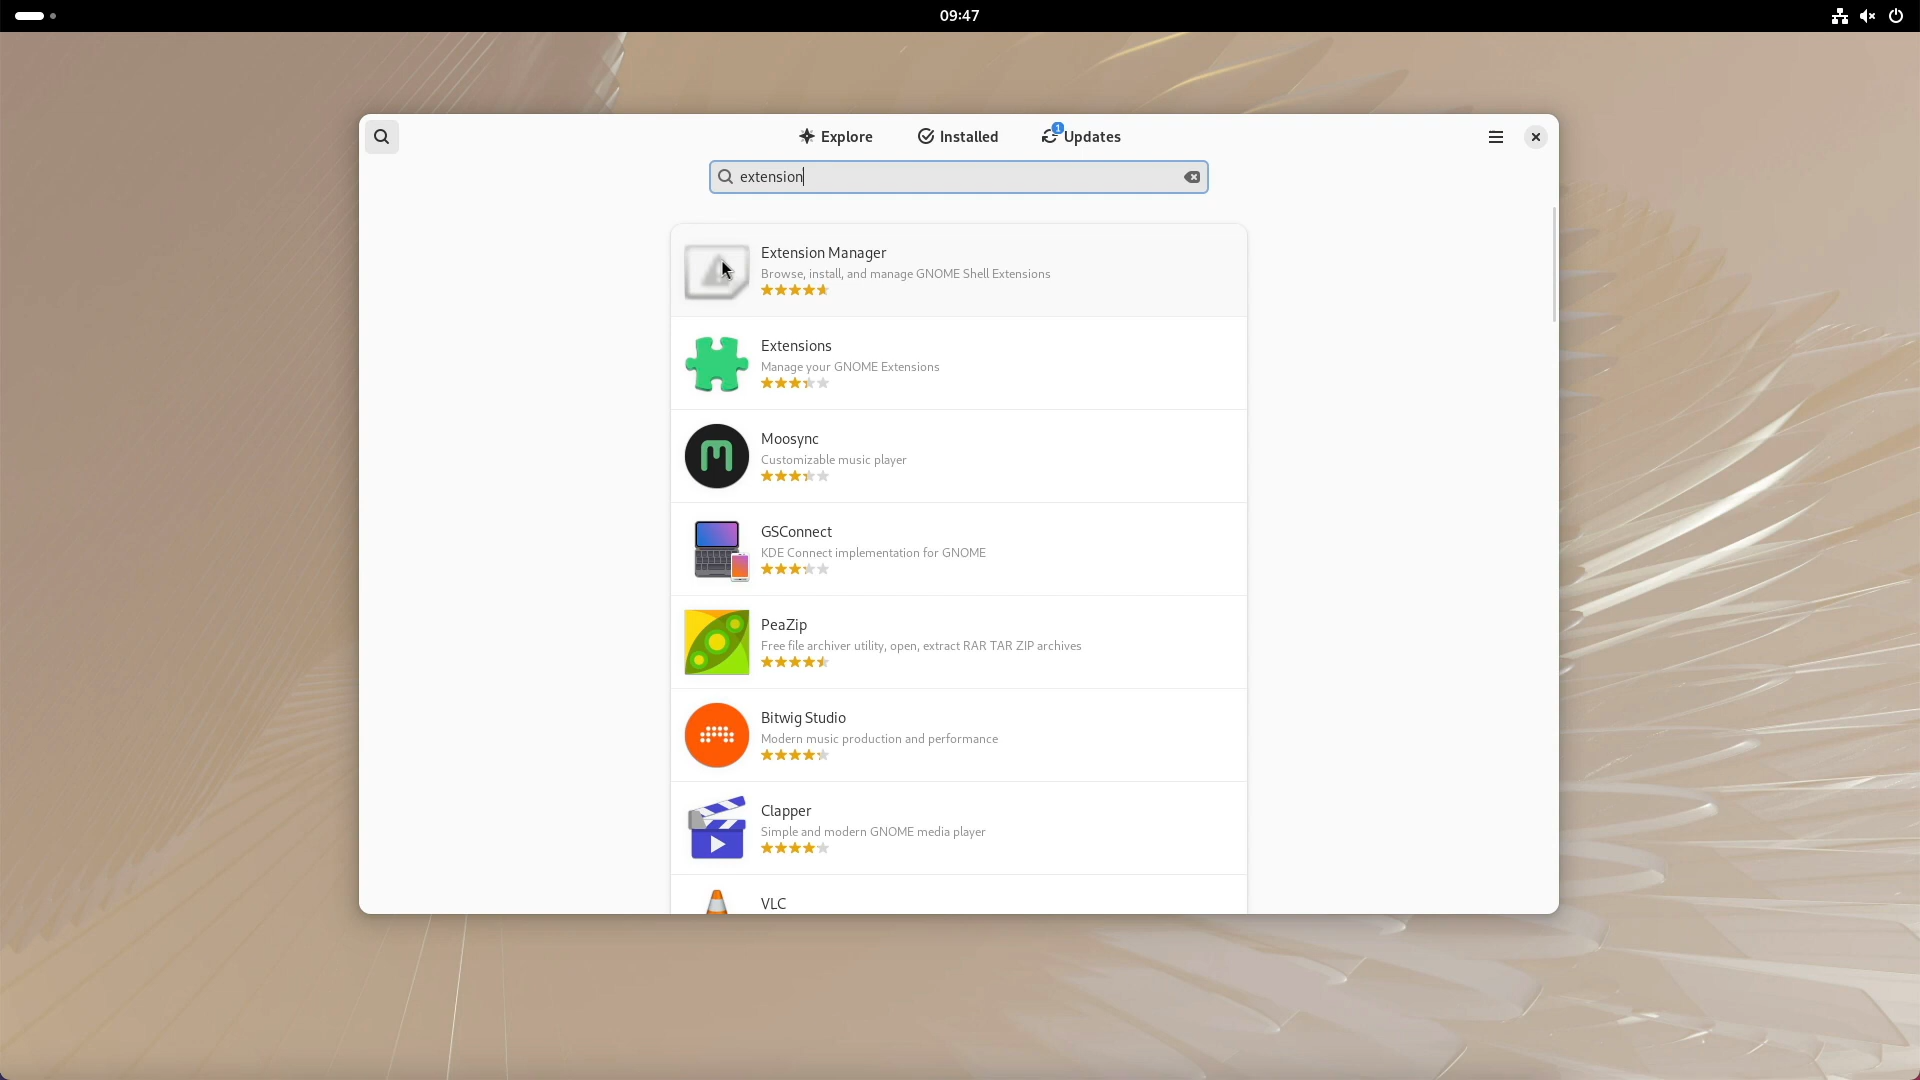 09:47
Explore
Installed
1
Updates
extension
Extension Manager
Browse, install, and manage GNOME Shell Extensions
Extensions
Manage your GNOME Extensions
Moosync
Customizable music player
GSConnect
KDE Connect implementation for GNOME
PeaZip
Free file archiver utility, open, extract RAR TAR ZIP archives
Bitwig Studio
Modern music production and performance
Clapper
Simple and modern GNOME media player
VLC